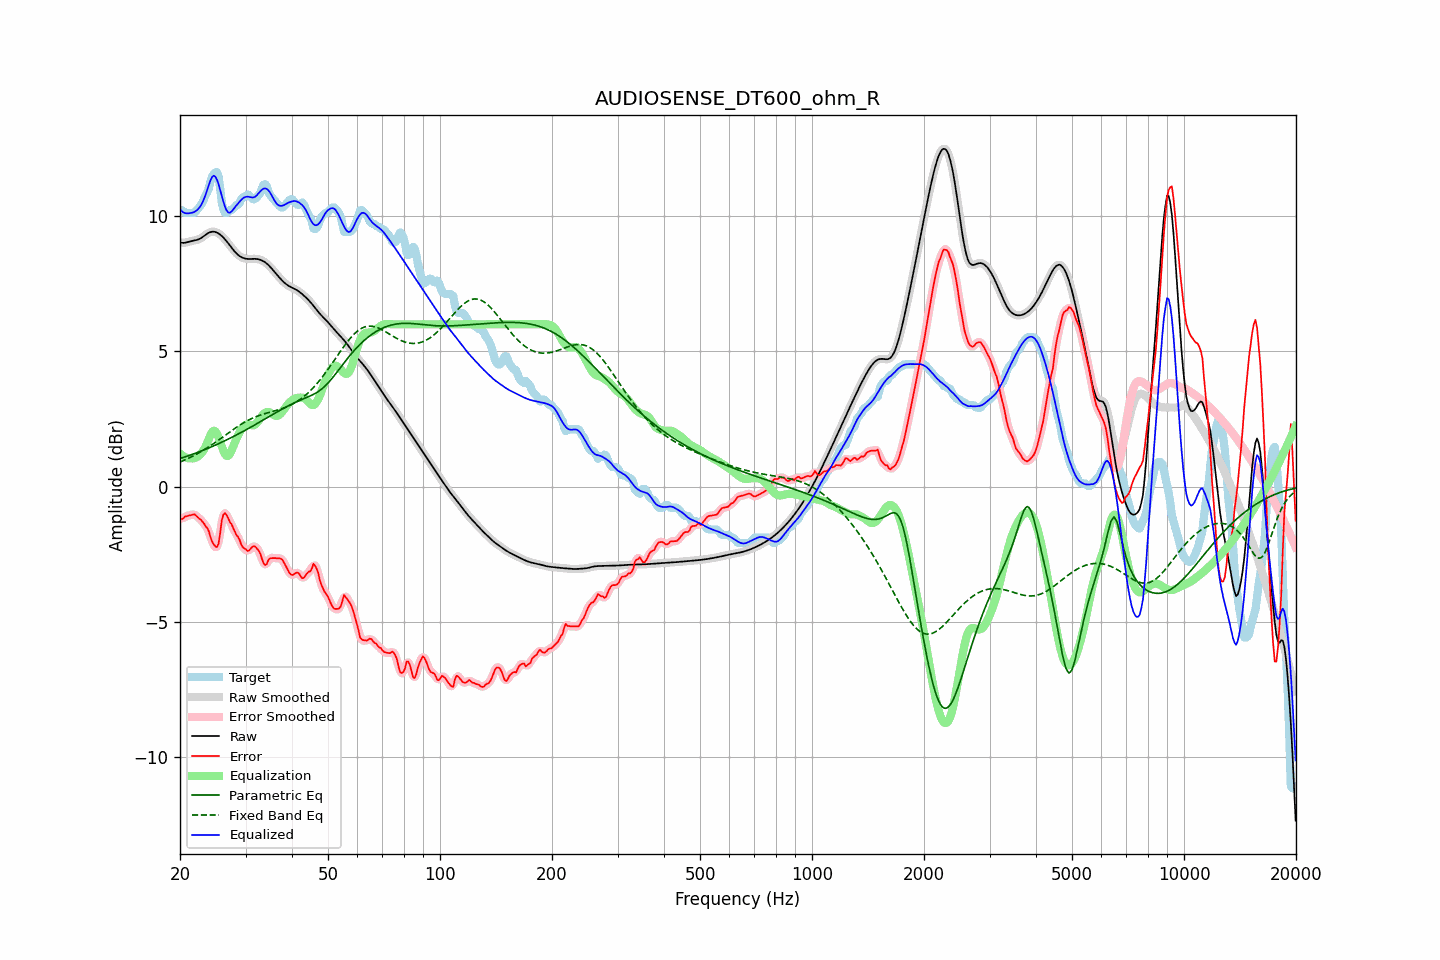 AUDIOSENSE_DT600_ohm_R
Amplitude (dBr)
10
5
0
−5
−10
Target
Raw Smoothed
Error Smoothed
Raw
Error
Equalization
Parametric Eq
Fixed Band Eq
Equalized
20 50 100 200 500 1000 2000 5000 10000 20000
Frequency (Hz)